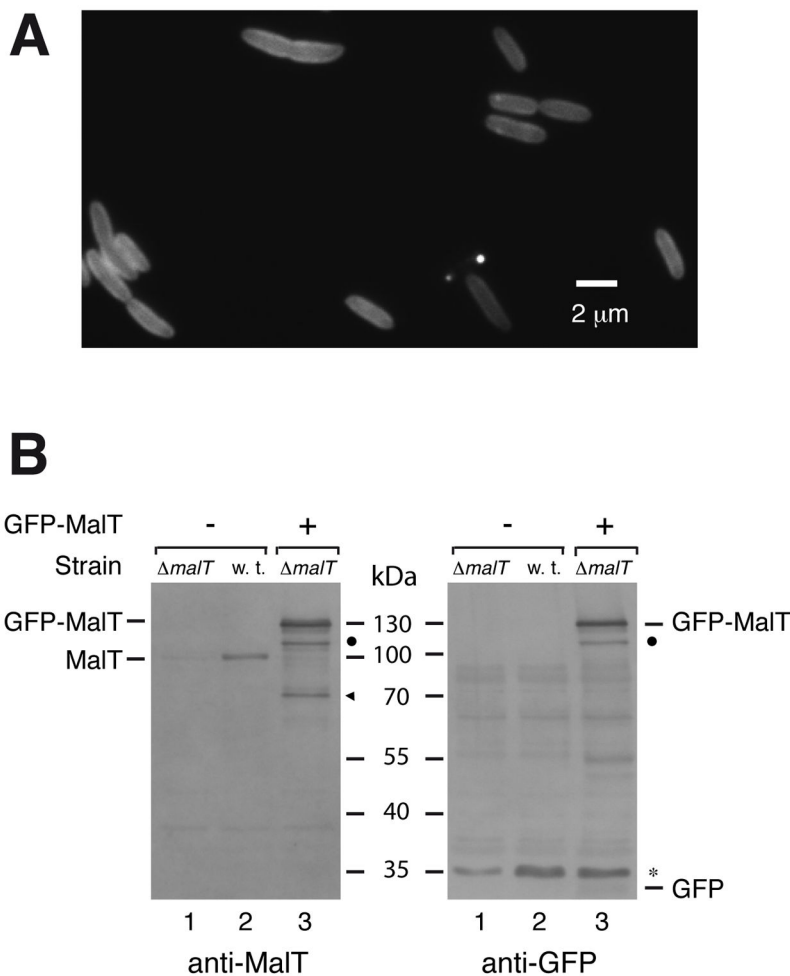 A
2 μm
B
GFP-MalT - +
Strain ΔmalT w. t. ΔmalT
kDa
- +
ΔmalT w. t. ΔmalT
GFP-MalT 130 GFP-MalT
MalT 100
70
55
40
35 *
GFP
1 2 3 1 2 3
anti-MalT anti-GFP